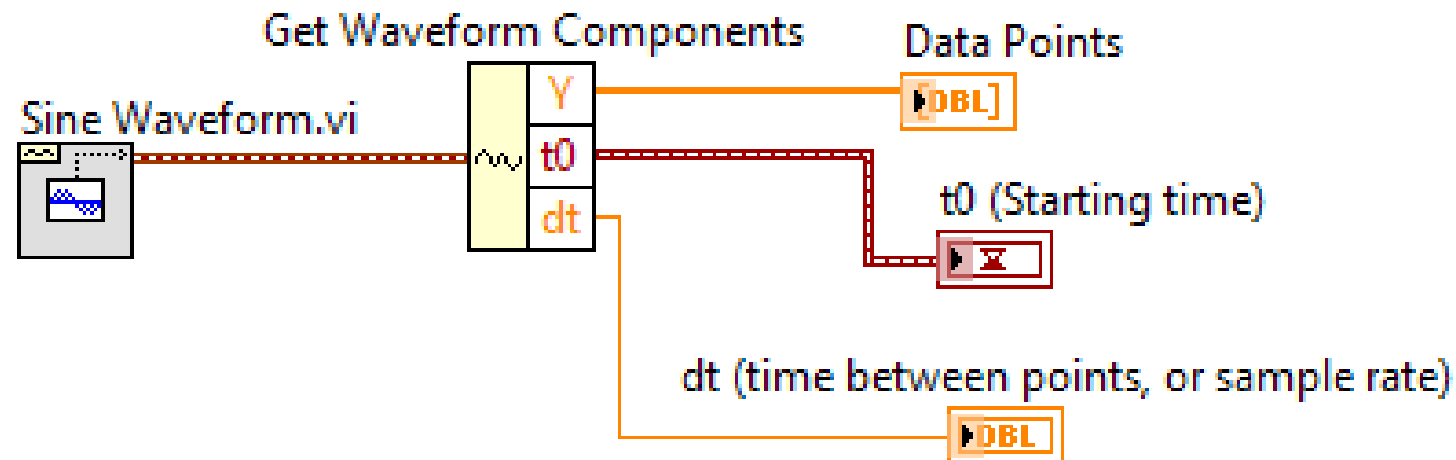 Get Waveform Components
Data Points
Sine Waveform.vi
Y
[DBL]
t0
t0 (Starting time)
dt
dt (time between points, or sample rate)
DBL